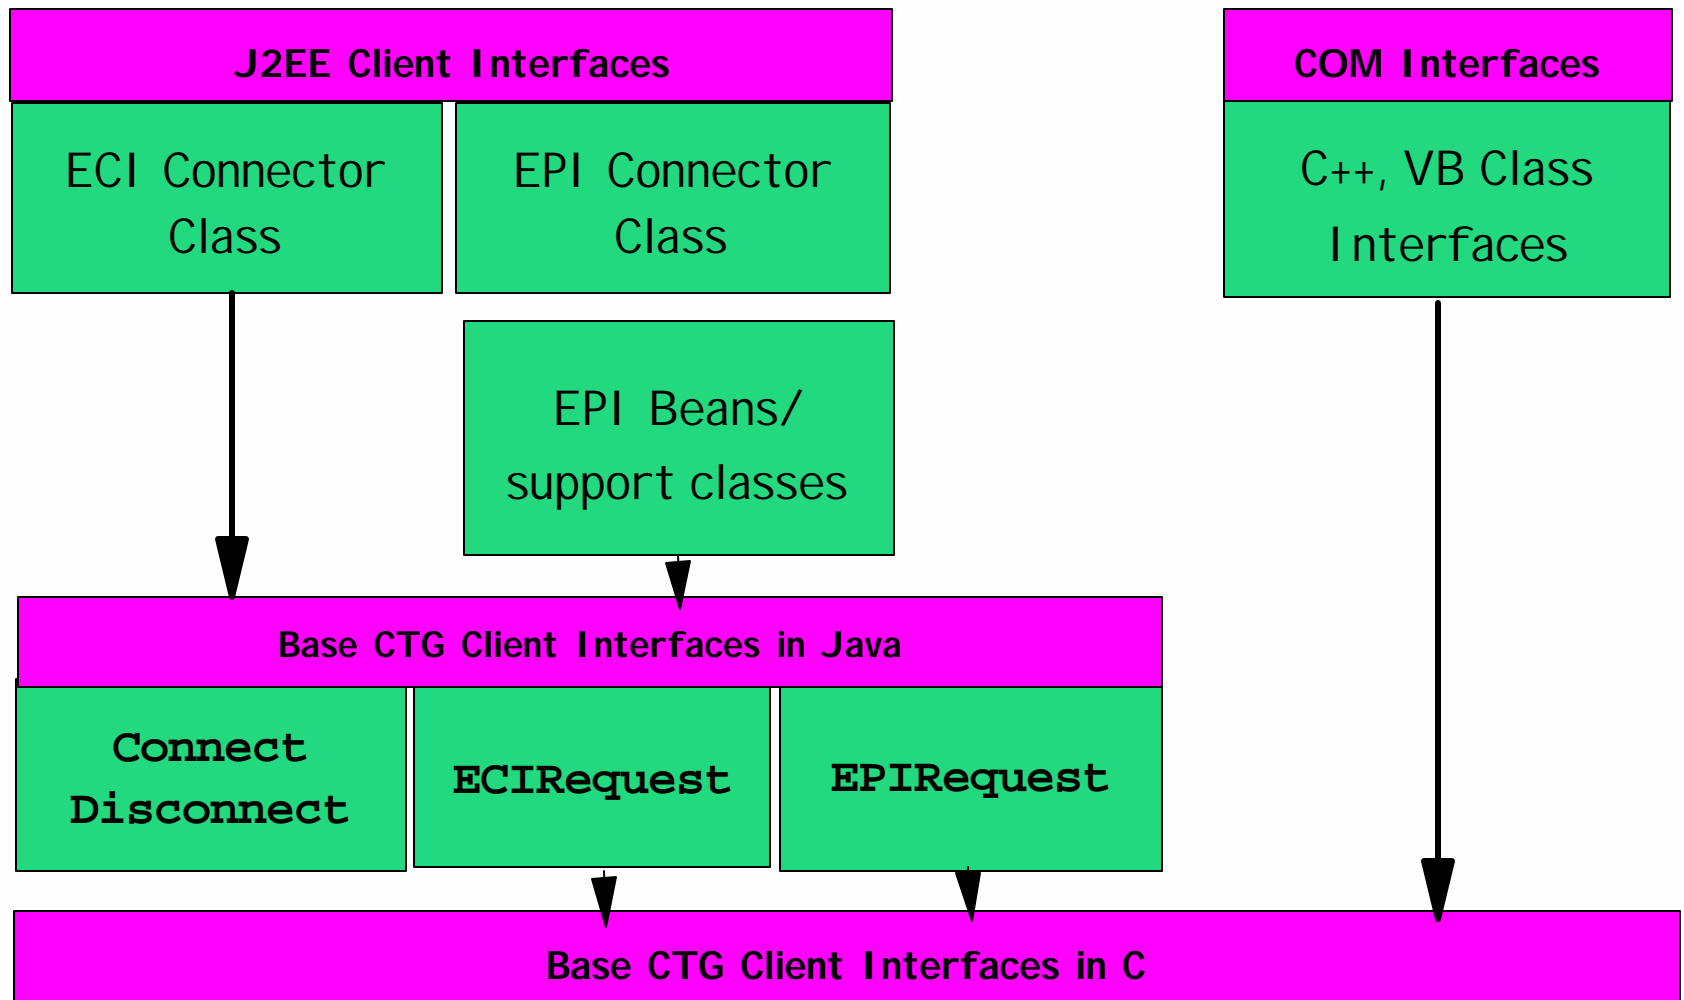 J2EE Client Interfaces
COM Interfaces
ECI Connector
Class
EPI Connector
Class
C++, VB Class
Interfaces
EPI Beans/
support classes
Base CTG Client Interfaces in Java
Connect
Disconnect
ECIRequest
EPIRequest
Base CTG Client Interfaces in C